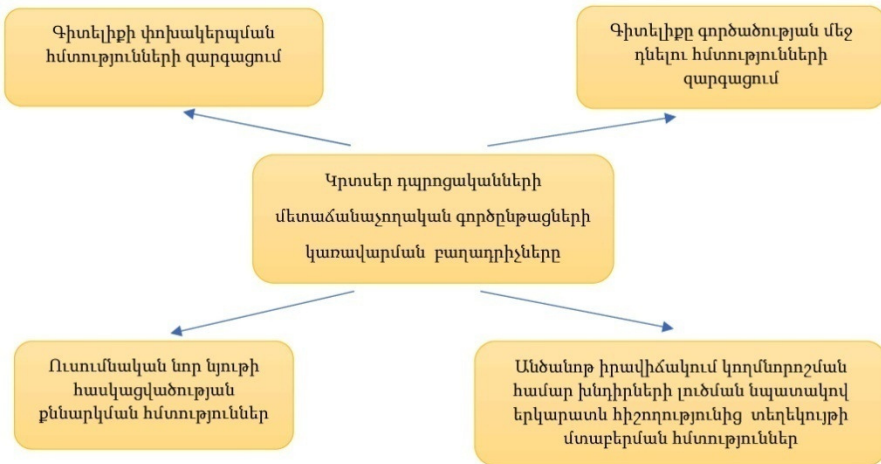 Գիտելիքի փոխակերպման
հմտությունների զարգացում
Գիտելիքը գործածության մեջ
դնելու հմտությունների
զարգացում
Կրտսեր դպրոցականների
մետաճանաչողական գործընթացների
կառավարման բաղադրիչները
Ուսումնական նոր նյութի
հասկացվածության
քննարկման հմտություններ
Անծանոթ իրավիճակում կողմնորոշման
համար խնդիրների լուծման նպատակով
երկարատև հիշողությունից տեղեկույթի
մտաբերման հմտություններ